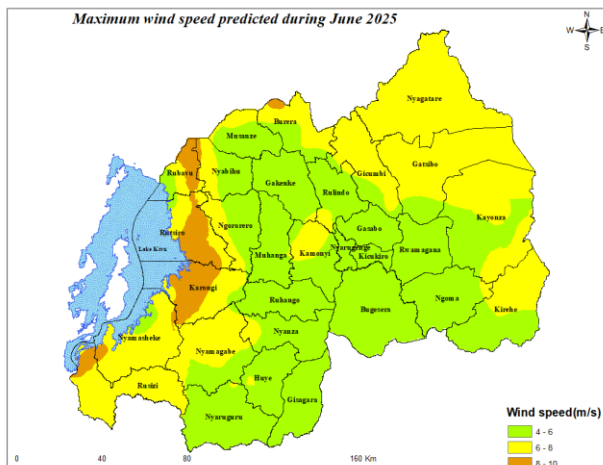 Maximum wind speed predicted during June 2025
N
W E
S
Nyagatare
Burera
Musanze
Gatsibo
Rubavu
Nyabihu
Gicumbi
Gakenke
Rulindo
Kayonza
Rutsiro
Ngororero
Gasabo
Lake Kivu
Nyarugenge
Rwamagana
Muhanga
Kamonyi
Kicukiro
Karongi
Ruhango
Bugesera
Ngoma
Kirehe
Nyamasheke
Nyanza
Nyamagabe
Rusizi
Huye
Gisagara
Nyaruguru
Wind speed(m/s)
4 - 6
6 - 8
8 - 10
0 40 80 160 Km